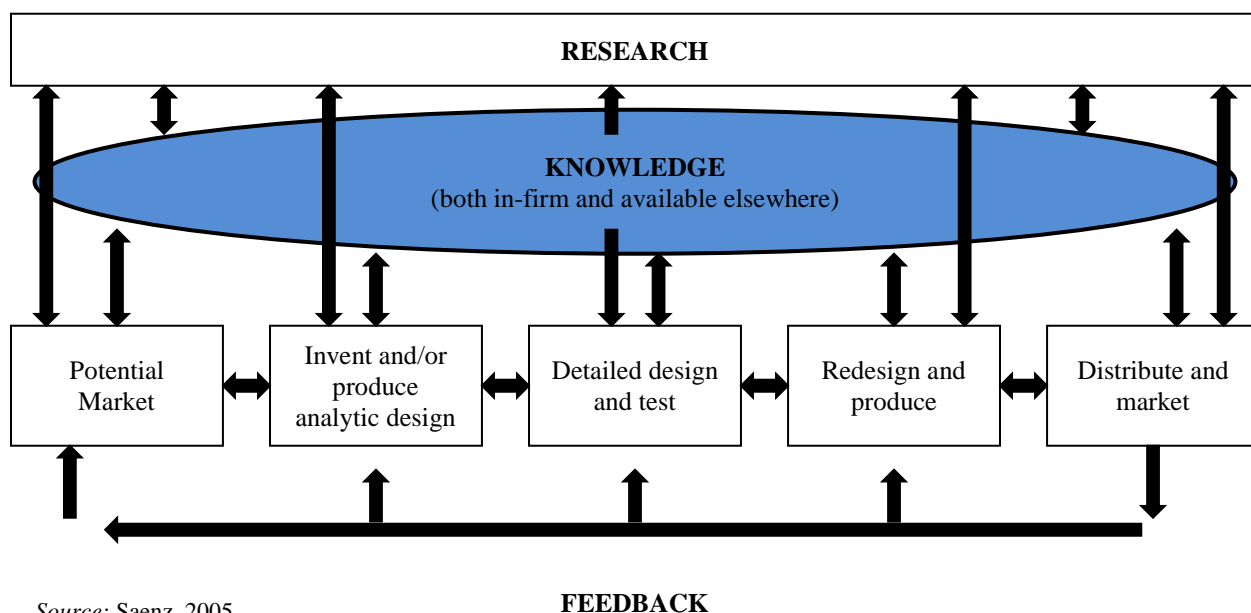 RESEARCH
KNOWLEDGE
(both in-firm and available elsewhere)
Potential
Market
Invent and/or
produce
analytic design
Detailed design
and test
Redesign and
produce
Distribute and
market
FEEDBACK
Source: Saenz, 2005